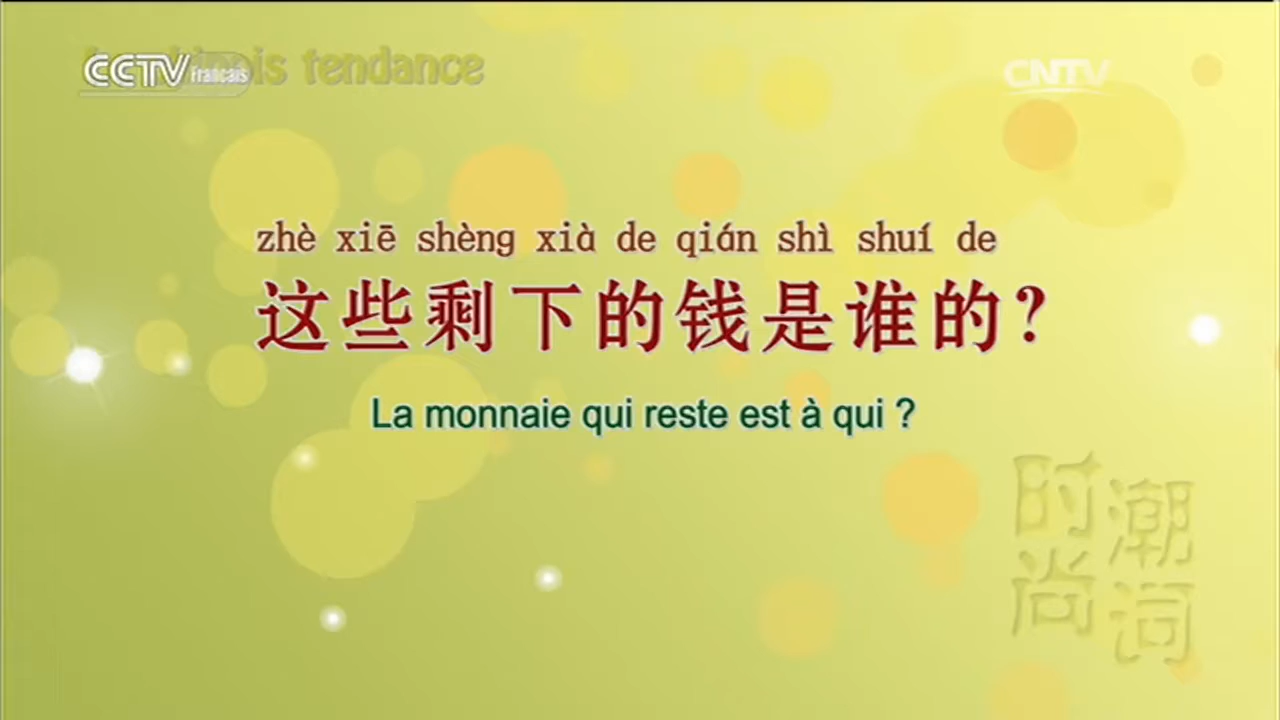 CCTV Français tendance
CNTV
zhè xiē shèng xià de qián shì shuí de
这些剩下的钱是谁的?
La monnaie qui reste est à qui ?
时尚
潮词